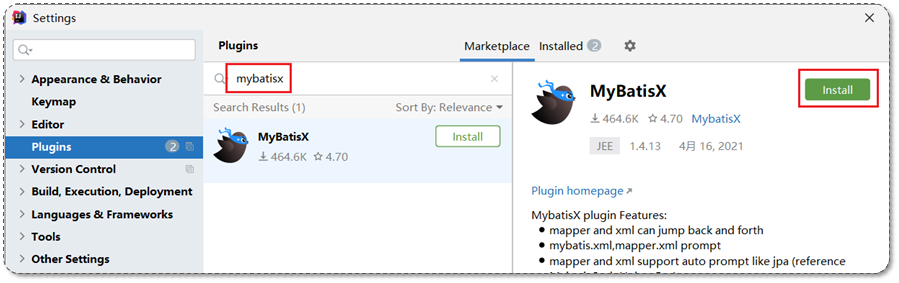 Settings
Plugins
Marketplace Installed 2
Appearance & Behavior
Keymap
Editor
Plugins 2
Version Control
Build, Execution, Deployment
Languages & Frameworks
Tools
Other Settings
mybatisx
Search Results (1) Sort By: Relevance
MyBatisX
464.6K 4.70
Install
MyBatisX
Install
464.6K 4.70 MybatisX
JEE 1.4.13 4月 16, 2021
Plugin homepage
MybatisX plugin Features:
mapper and xml can jump back and forth
mybatis.xml,mapper.xml prompt
mapper and xml support auto prompt like jpa (reference